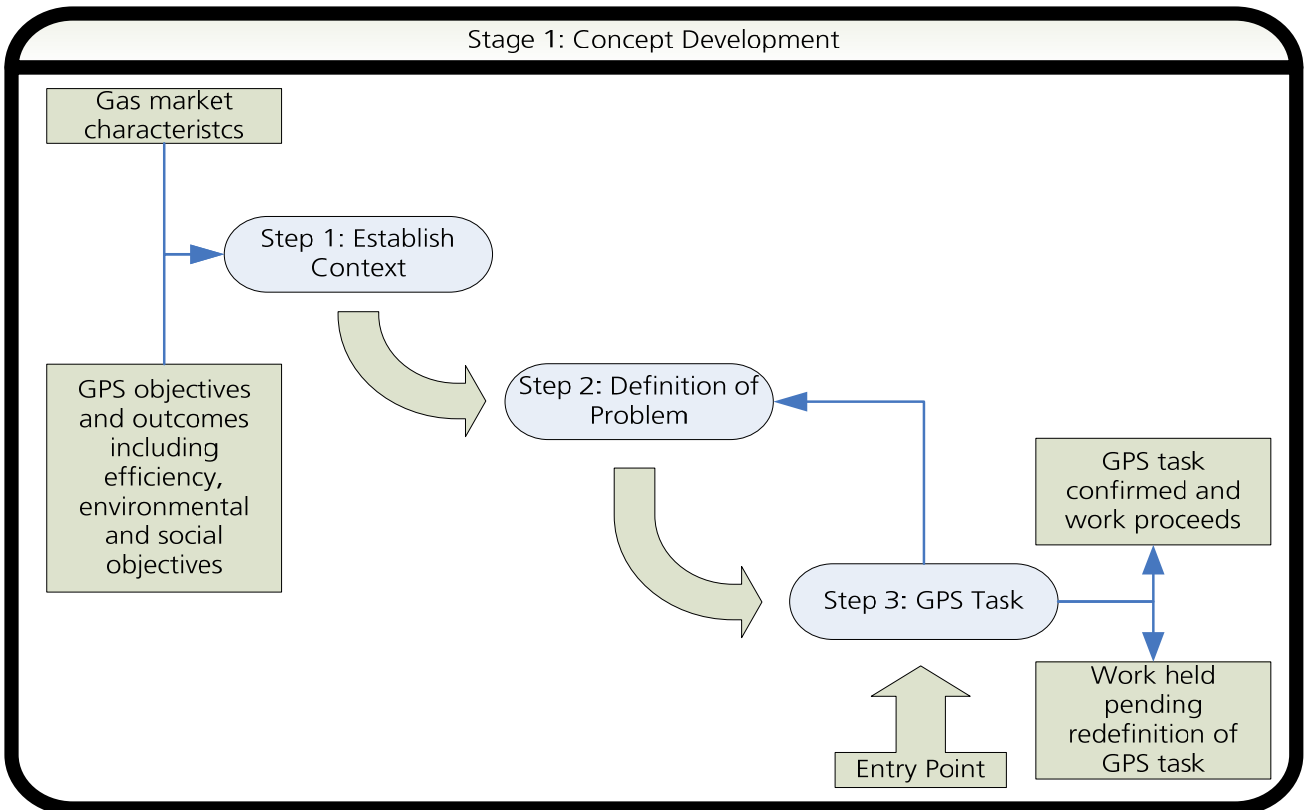 Stage 1: Concept Development
Gas market
characteristcs
Step 1: Establish
Context
GPS objectives
and outcomes
including
efficiency,
environmental
and social
objectives
Step 2: Definition of
Problem
GPS task
confirmed and
work proceeds
Step 3: GPS Task
Work held
pending
redefinition of
GPS task
Entry Point